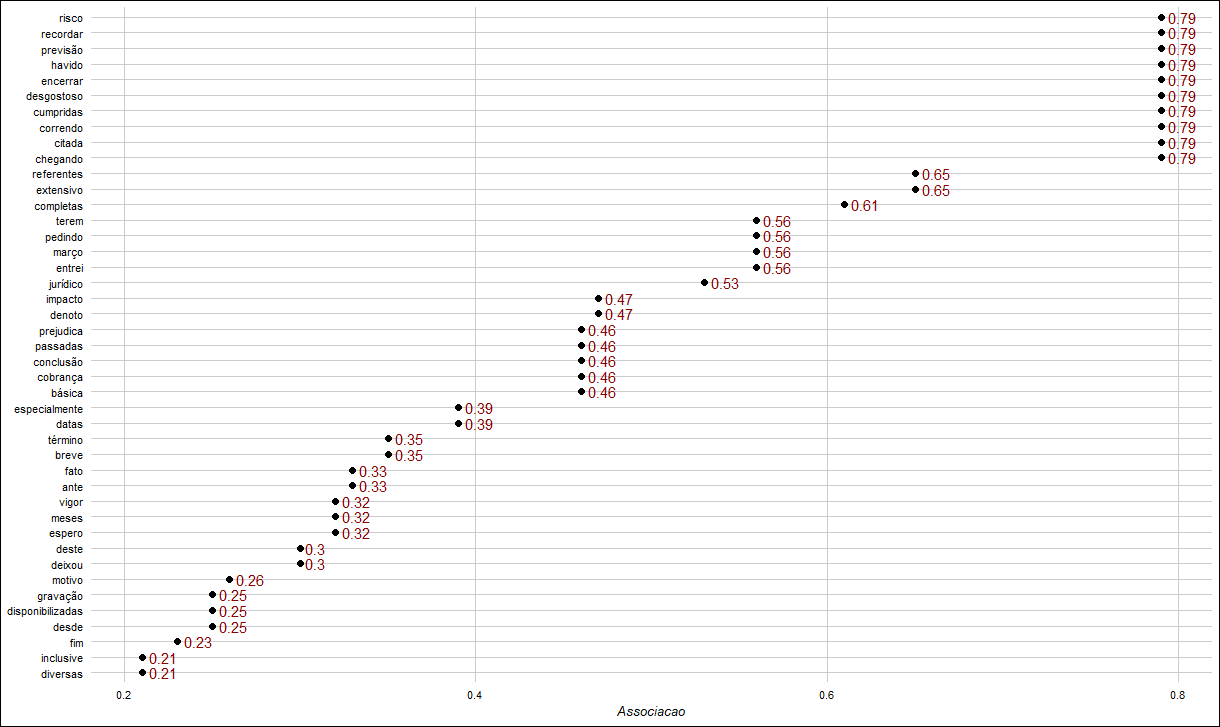 risco 0.79
recordar 0.79
previsão 0.79
havido 0.79
encerrar 0.79
desgostoso 0.79
cumpridas 0.79
correndo 0.79
citada 0.79
chegando 0.79
referentes 0.65
extensivo 0.65
completas 0.61
terem 0.56
pedindo 0.56
março 0.56
entrei 0.56
jurídico 0.53
impacto 0.47
denoto 0.47
prejudica 0.46
passadas 0.46
conclusão 0.46
cobrança 0.46
básica 0.46
especialmente 0.39
datas 0.39
término 0.35
breve 0.35
fato 0.33
ante 0.33
vigor 0.32
meses 0.32
espero 0.32
deste 0.3
deixou 0.3
motivo 0.26
gravação 0.25
disponibilizadas 0.25
desde 0.25
fim 0.23
inclusive 0.21
diversas 0.21
0.2 0.4 0.6 0.8
Associacao